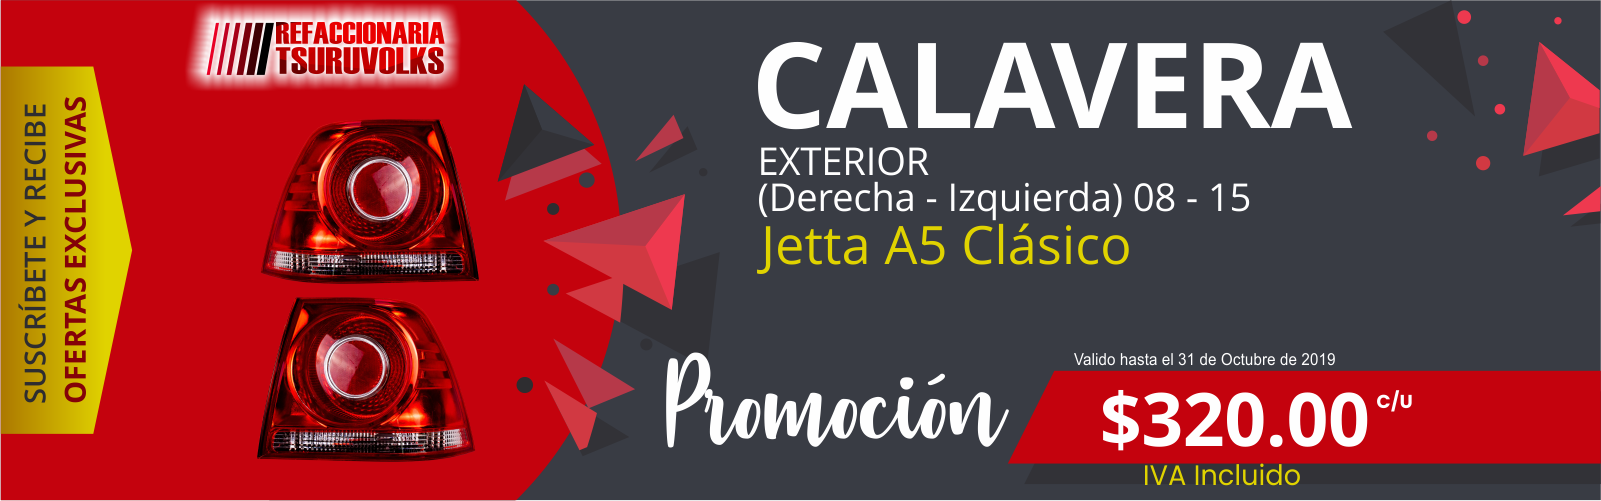 REFACCIONARIA
TSURUVOLKS
SUSCRÍBETE Y RECIBE
OFERTAS EXCLUSIVAS
CALAVERA
EXTERIOR
(Derecha - Izquierda) 08 - 15
Jetta A5 Clásico
Promoción
Valido hasta el 31 de Octubre de 2019
$320.00 c/u
IVA Incluido